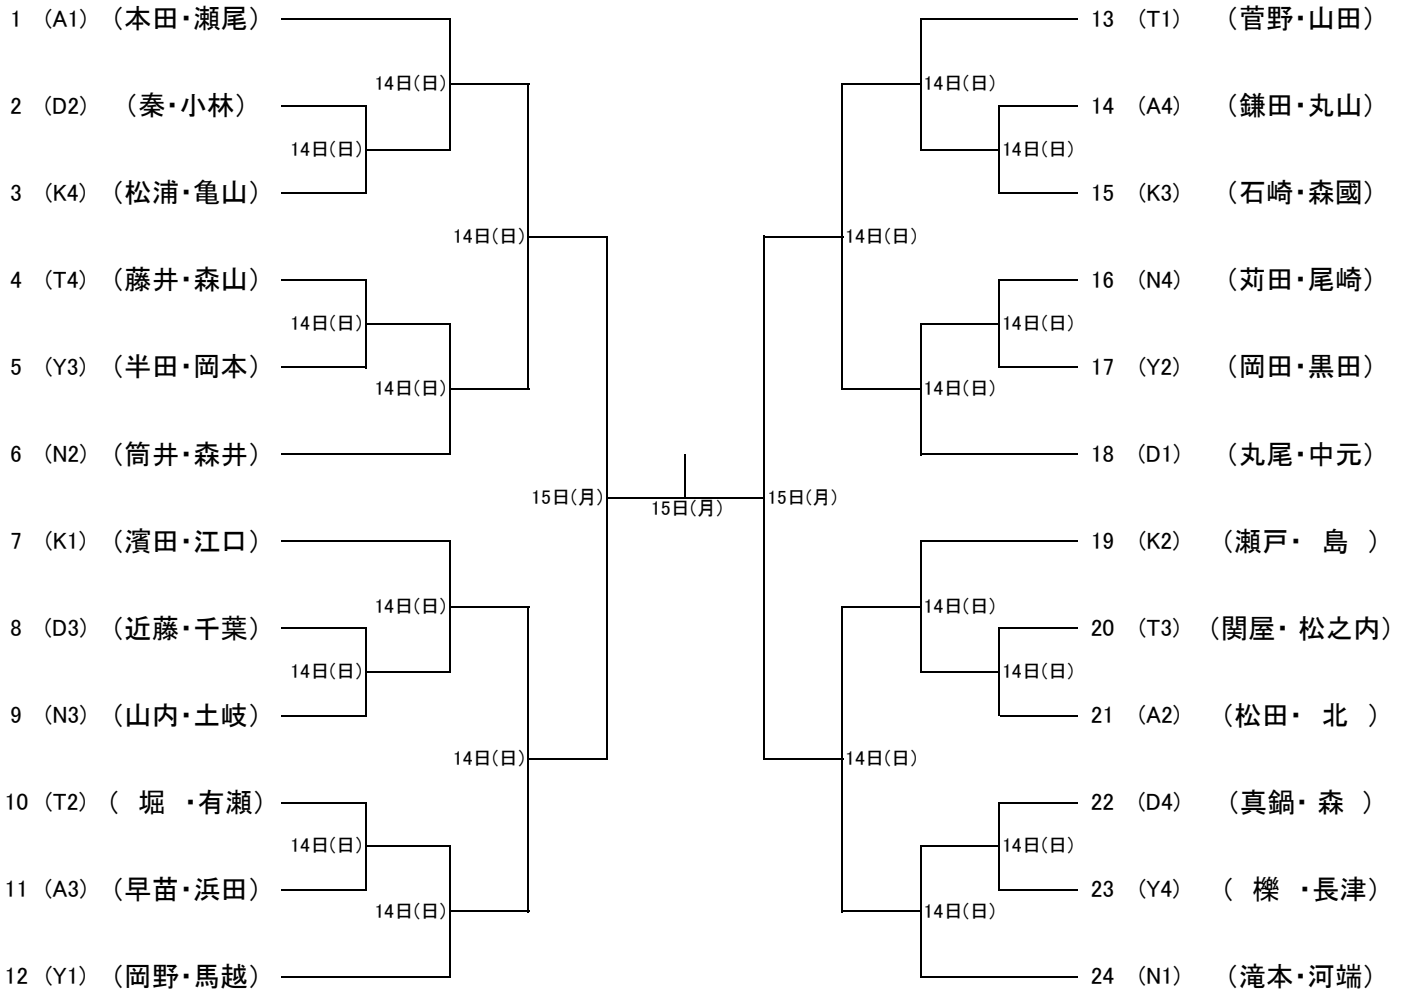 1 (A1) (本田・瀬尾)
14日(日)
2 (D2) (秦・小林)
14日(日)
3 (K4) (松浦・亀山)
14日(日)
4 (T4) (藤井・森山)
14日(日)
5 (Y3) (半田・岡本)
14日(日)
6 (N2) (筒井・森井)
15日(月)
7 (K1) (濱田・江口)
14日(日)
8 (D3) (近藤・千葉)
14日(日)
9 (N3) (山内・土岐)
14日(日)
10 (T2) ( 堀 ・有瀬)
14日(日)
11 (A3) (早苗・浜田)
14日(日)
12 (Y1) (岡野・馬越)
15日(月)
13 (T1) (菅野・山田)
14日(日)
14 (A4) (鎌田・丸山)
14日(日)
15 (K3) (石崎・森國)
14日(日)
16 (N4) (苅田・尾崎)
14日(日)
17 (Y2) (岡田・黒田)
14日(日)
18 (D1) (丸尾・中元)
15日(月)
19 (K2) (瀬戸・ 島 )
14日(日)
20 (T3) (関屋・ 松之内)
14日(日)
21 (A2) (松田・ 北 )
14日(日)
22 (D4) (真鍋・ 森 )
14日(日)
23 (Y4) ( 櫟 ・長津)
14日(日)
24 (N1) (滝本・河端)